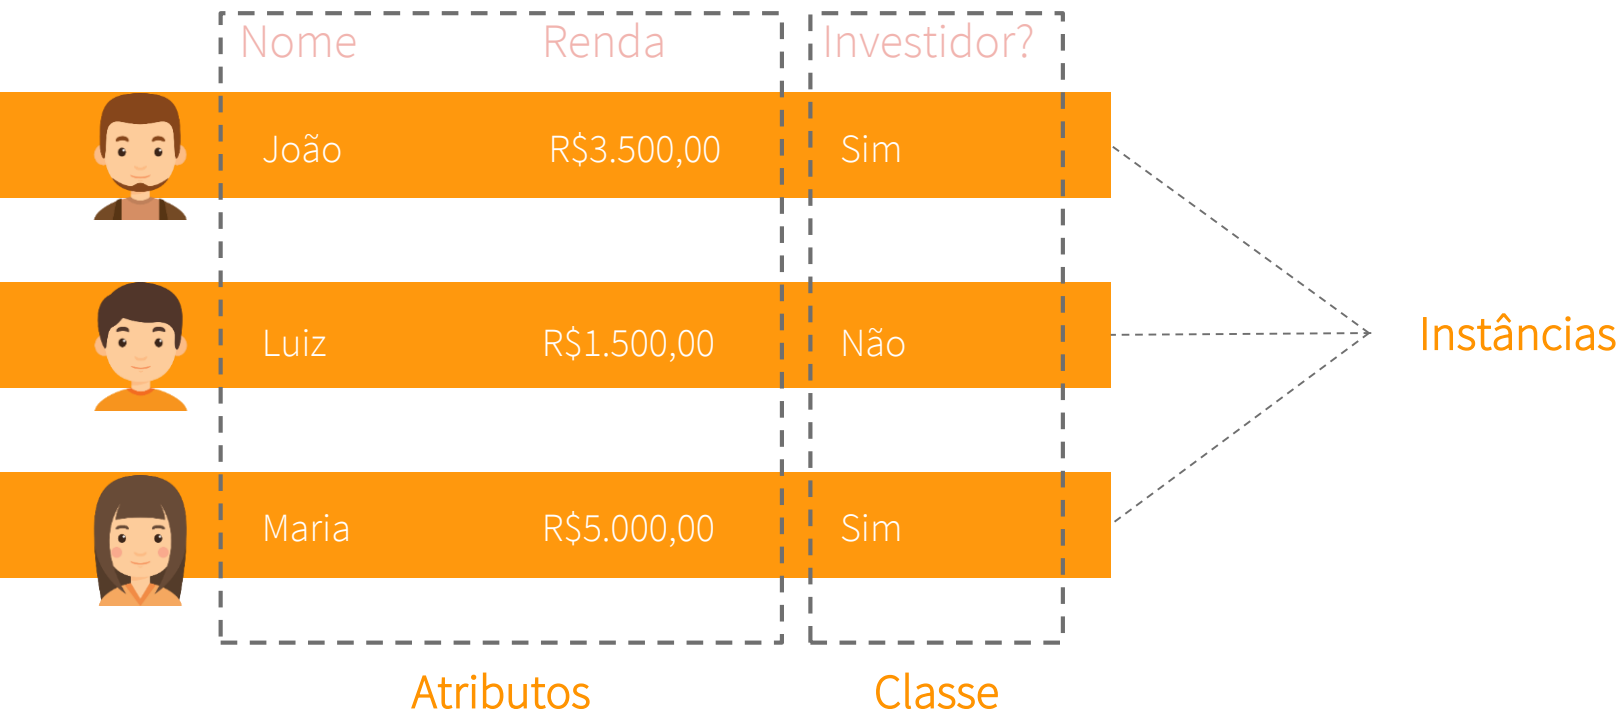 Nome Renda Investidor?
João R$3.500,00 Sim
Luiz R$1.500,00 Não
Instâncias
Maria R$5.000,00 Sim
Atributos Classe